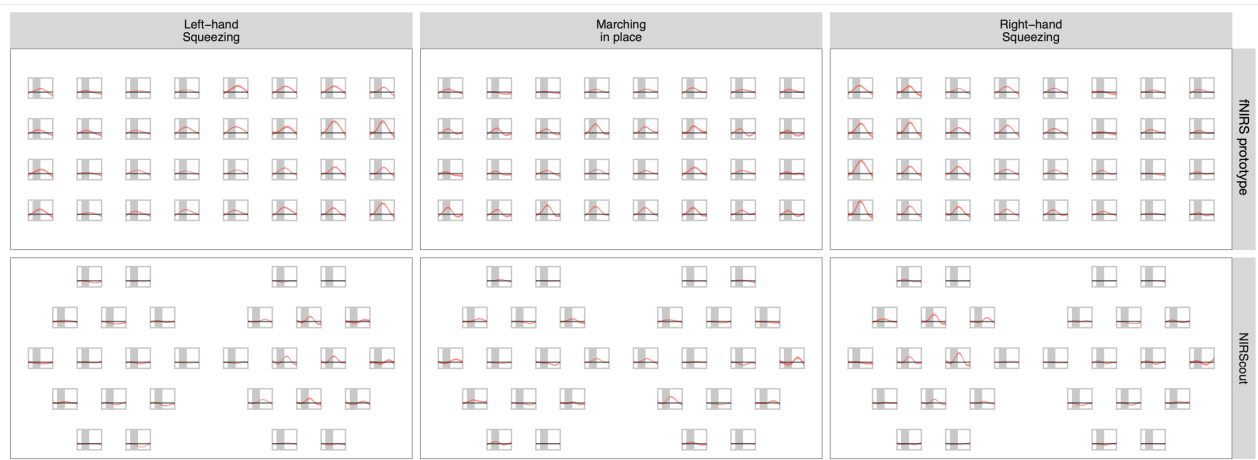 Left-hand
Squeezing
Marching
in place
Right-hand
Squeezing
fNIRS prototype
NIRScout